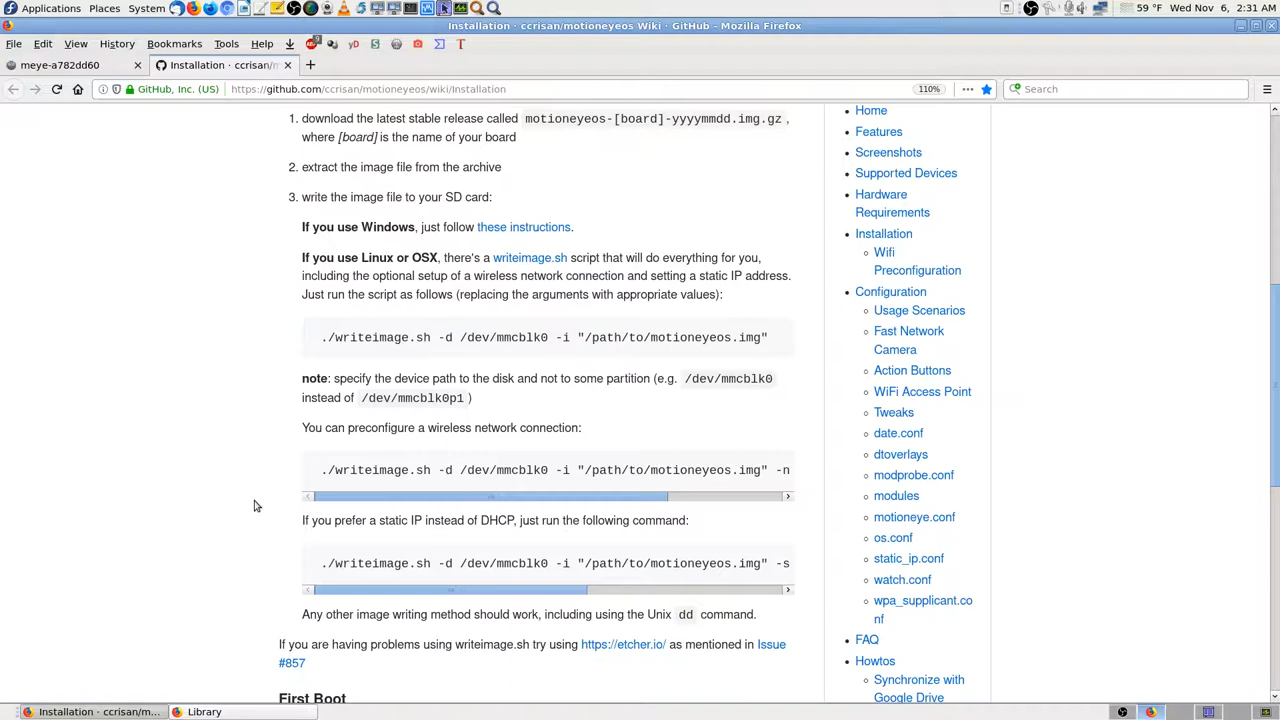 Applications Places System 59 °F Wed Nov 6, 2:31 AM
Installation · ccrisan/motioneyeos Wiki · GitHub - Mozilla Firefox
File Edit View History Bookmarks Tools Help
meye-a782dd60 Installation · ccrisan/m
GitHub, Inc. (US) https://github.com/ccrisan/motioneyeos/wiki/Installation 110% Search
1. download the latest stable release called motioneyeos-[board]-yyyymmdd.img.gz ,
where [board] is the name of your board
2. extract the image file from the archive
3. write the image file to your SD card:
If you use Windows, just follow these instructions.
If you use Linux or OSX, there's a writeimage.sh script that will do everything for you,
including the optional setup of a wireless network connection and setting a static IP address.
Just run the script as follows (replacing the arguments with appropriate values):
./writeimage.sh -d /dev/mmcblk0 -i "/path/to/motioneyeos.img"
note: specify the device path to the disk and not to some partition (e.g. /dev/mmcblk0
instead of /dev/mmcblk0p1 )
You can preconfigure a wireless network connection:
./writeimage.sh -d /dev/mmcblk0 -i "/path/to/motioneyeos.img" -n
If you prefer a static IP instead of DHCP, just run the following command:
./writeimage.sh -d /dev/mmcblk0 -i "/path/to/motioneyeos.img" -s
Any other image writing method should work, including using the Unix dd command.
If you are having problems using writeimage.sh try using https://etcher.io/ as mentioned in Issue
#857
First Boot
Home
Features
Screenshots
Supported Devices
Hardware
Requirements
Installation
Wifi
Preconfiguration
Configuration
Usage Scenarios
Fast Network
Camera
Action Buttons
WiFi Access Point
Tweaks
date.conf
dtoverlays
modprobe.conf
modules
motioneye.conf
os.conf
static_ip.conf
watch.conf
wpa_supplicant.co
nf
FAQ
Howtos
Synchronize with
Google Drive
Installation · ccrisan/m... Library